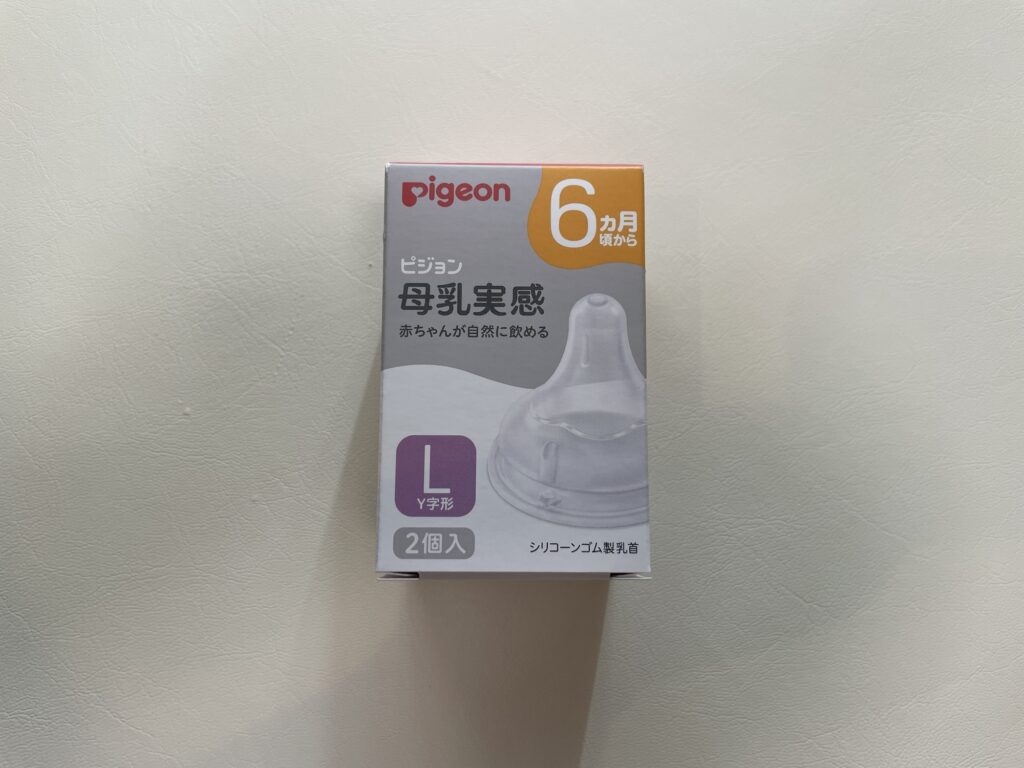 Pigeon
6ヵ月
頃から
ピジョン
母乳実感
赤ちゃんが自然に飲める
L
Y字形
2個入
シリコーンゴム製乳首